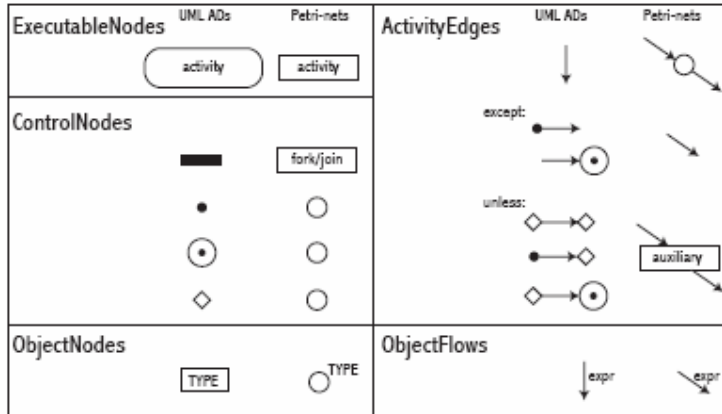 ExecutableNodes
UML ADs Petri-nets
activity activity
ControlNodes
fork/join
ObjectNodes
TYPE TYPE
ActivityEdges
UML ADs Petri-nets
except:
unless:
auxiliary
ObjectFlows
expr expr